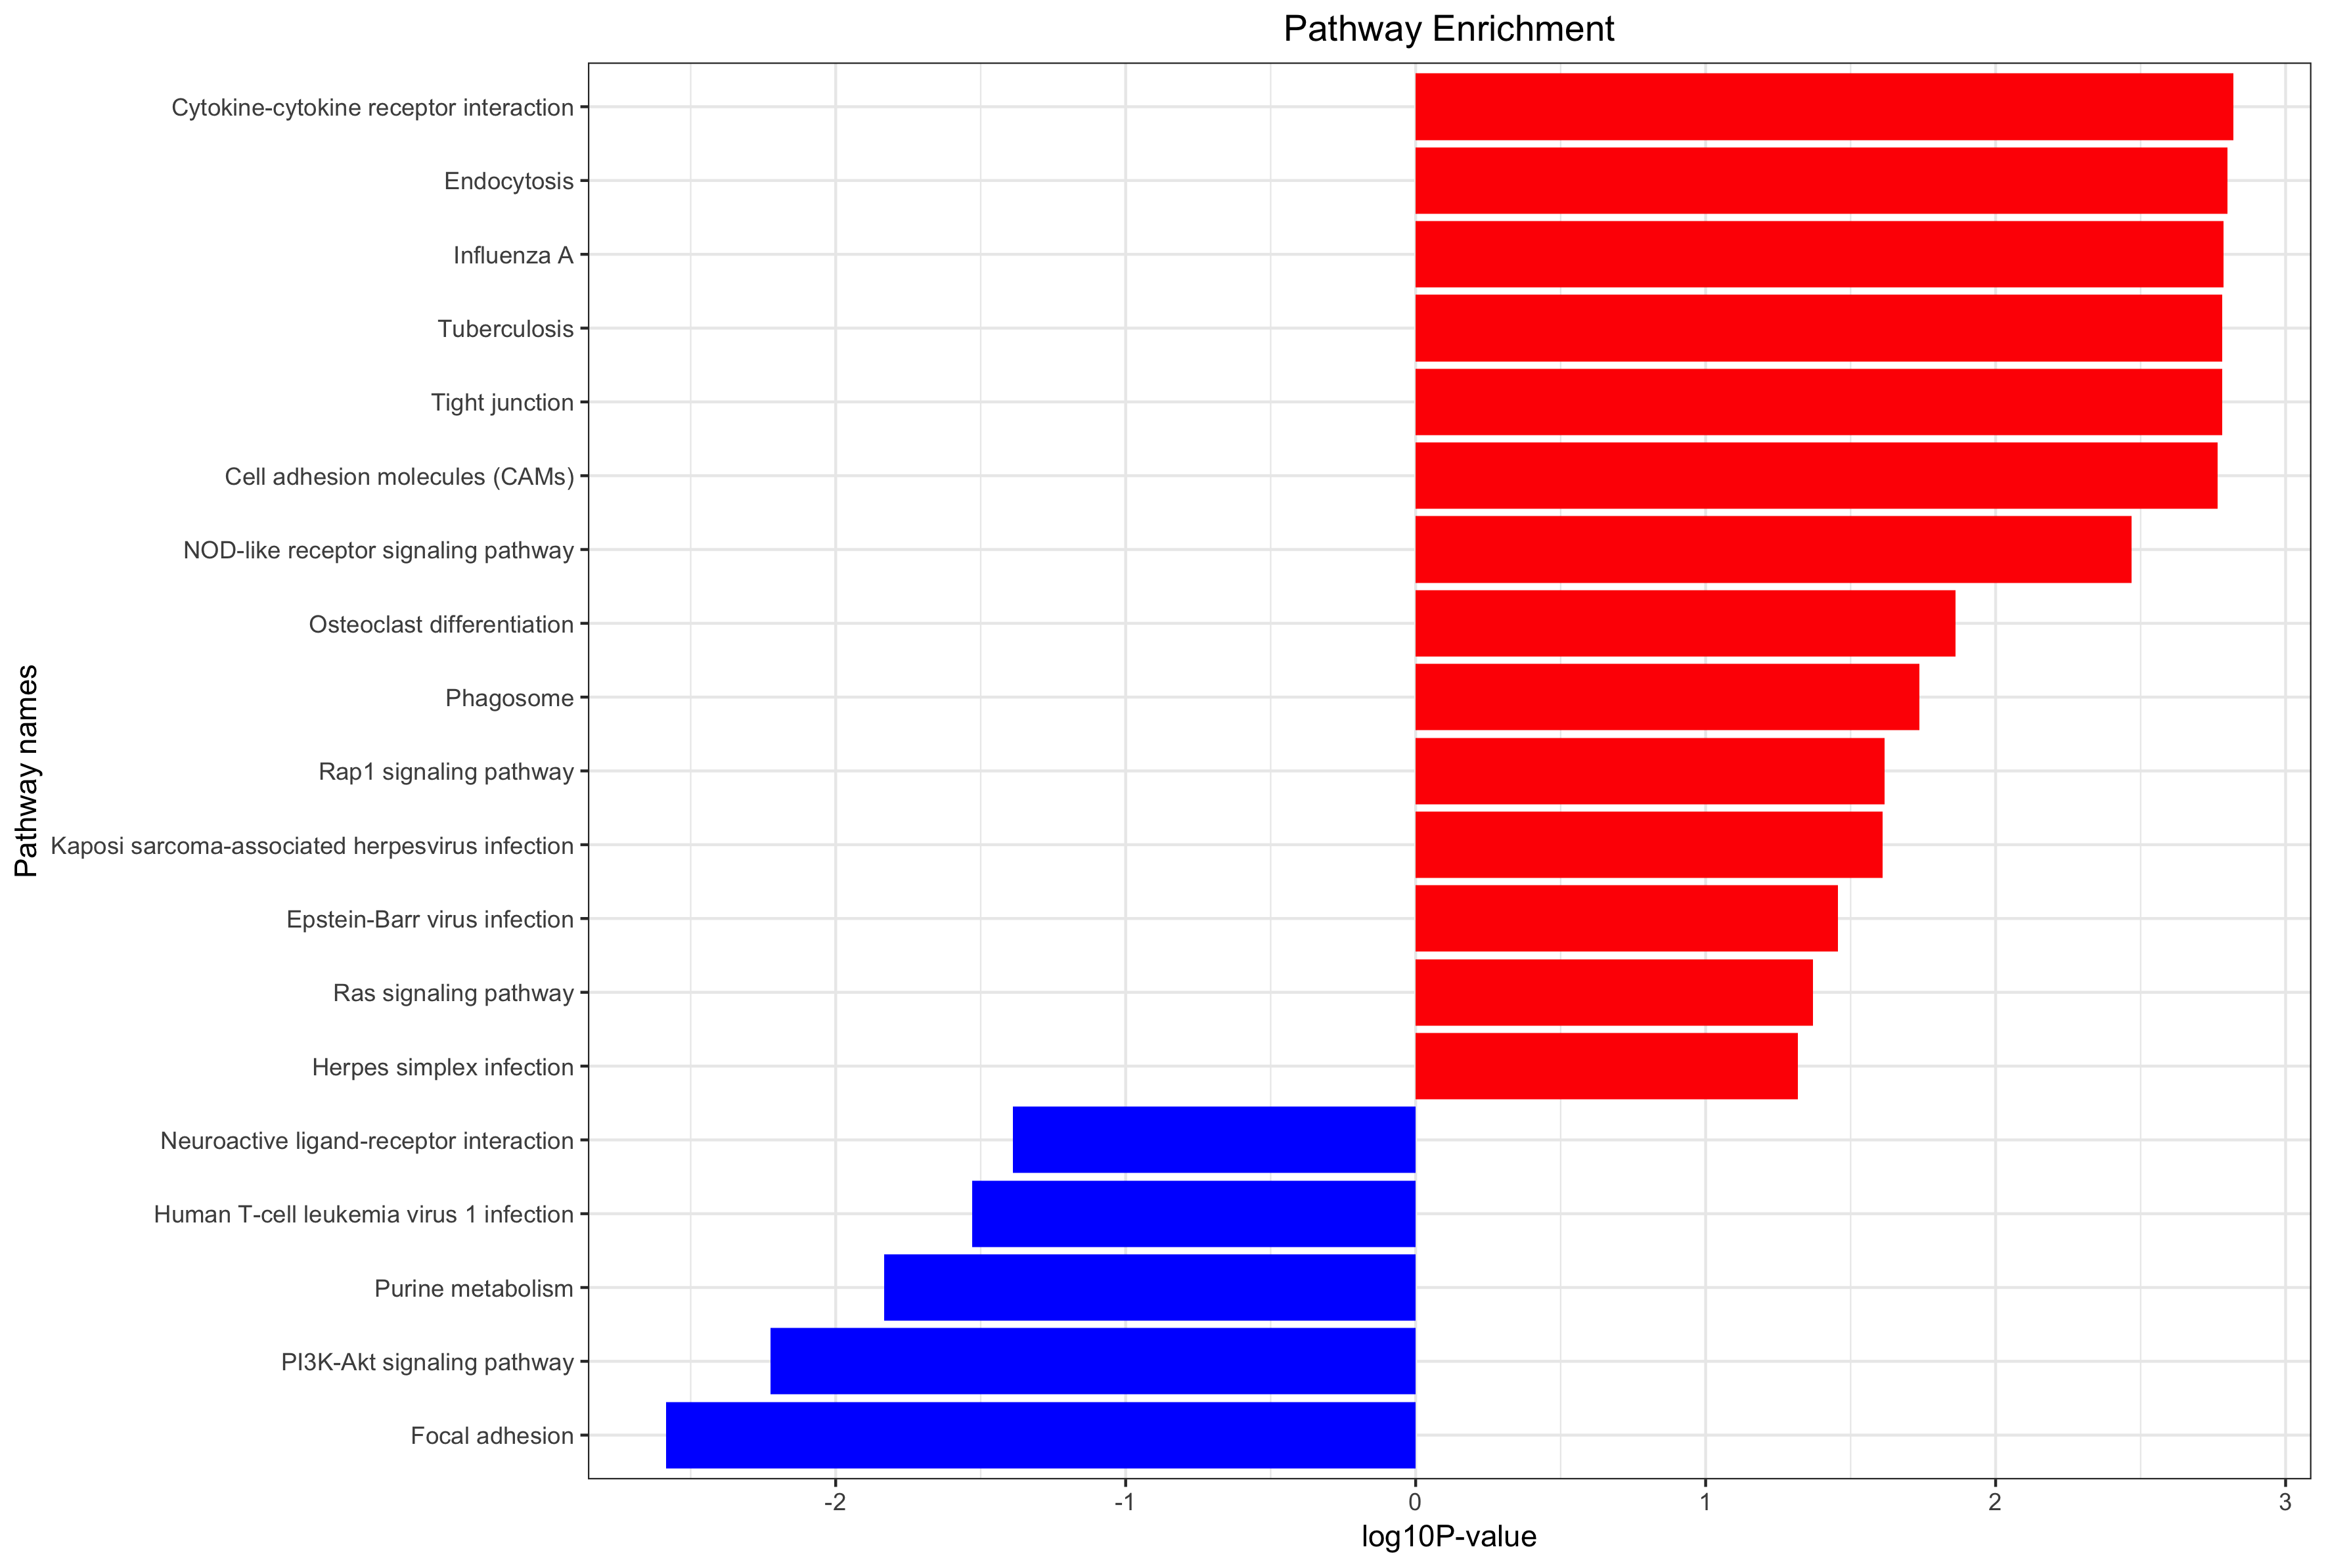 Pathway Enrichment
Cytokine-cytokine receptor interaction
Endocytosis
Influenza A
Tuberculosis
Tight junction
Cell adhesion molecules (CAMs)
NOD-like receptor signaling pathway
Osteoclast differentiation
Phagosome
Rap1 signaling pathway
Kaposi sarcoma-associated herpesvirus infection
Epstein-Barr virus infection
Ras signaling pathway
Herpes simplex infection
Neuroactive ligand-receptor interaction
Human T-cell leukemia virus 1 infection
Purine metabolism
PI3K-Akt signaling pathway
Focal adhesion
Pathway names
-2 -1 0 1 2 3
log10P-value